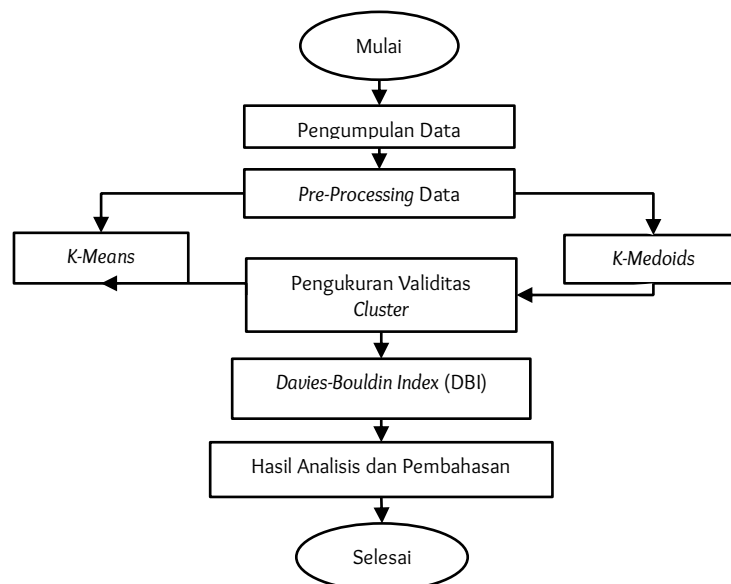 Mulai
Pengumpulan Data
Pre-Processing Data
K-Means
K-Medoids
Pengukuran Validitas
Cluster
Davies-Bouldin Index (DBI)
Hasil Analisis dan Pembahasan
Selesai